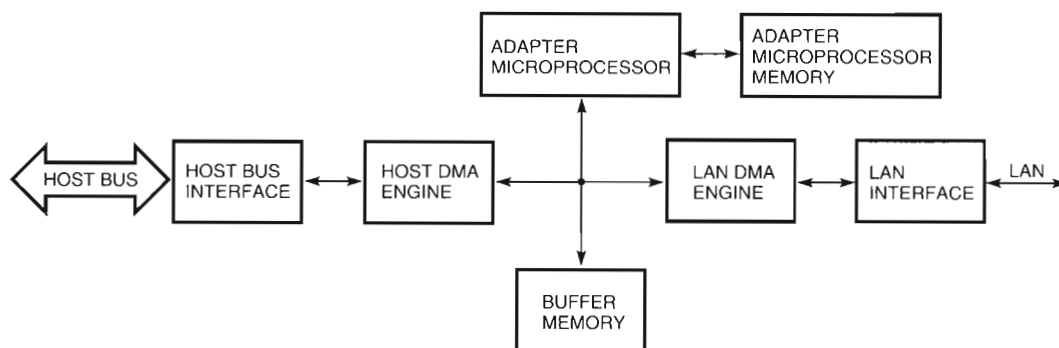 ADAPTER
MICROPROCESSOR
ADAPTER
MICROPROCESSOR
MEMORY
HOST BUS
HOST BUS
INTERFACE
HOST DMA
ENGINE
LAN DMA
ENGINE
LAN
INTERFACE
LAN
BUFFER
MEMORY